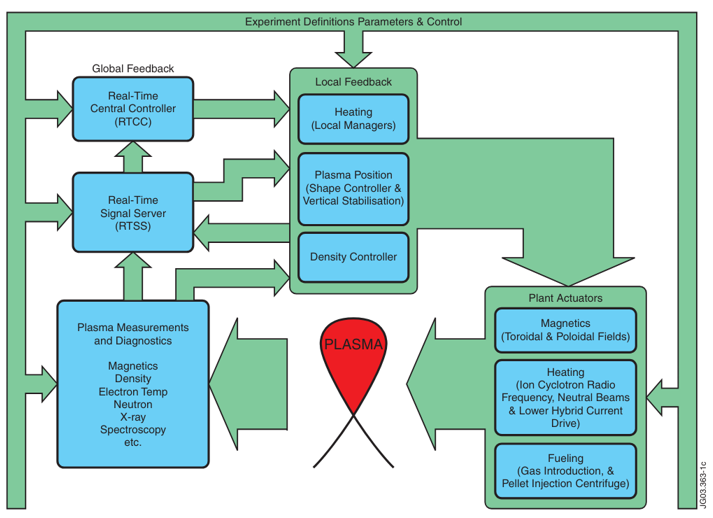 Experiment Definitions Parameters & Control
Global Feedback
Real-Time
Central Controller
(RTCC)
Real-Time
Signal Server
(RTSS)
Plasma Measurements
and Diagnostics
Magnetics
Density
Electron Temp
Neutron
X-ray
Spectroscopy
etc.
Local Feedback
Heating
(Local Managers)
Plasma Position
(Shape Controller &
Vertical Stabilisation)
Density Controller
PLASMA
Plant Actuators
Magnetics
(Toroidal & Poloidal Fields)
Heating
(Ion Cyclotron Radio
Frequency, Neutral Beams
& Lower Hybrid Current
Drive)
Fueling
(Gas Introduction, &
Pellet Injection Centrifuge)
JG03.363-1c